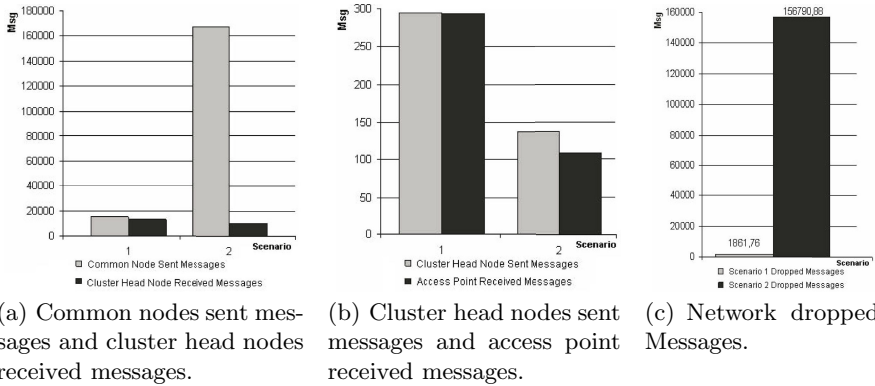 Msg
180000
160000
140000
120000
100000
80000
60000
40000
20000
0
1
2
Scenario
Common Node Sent Messages
Cluster Head Node Received Messages
(a) Common nodes sent mes-
sages and cluster head nodes
received messages.
Msg
300
250
200
150
100
50
0
1
2
Scenario
Cluster Head Node Sent Messages
Access Point Received Messages
(b) Cluster head nodes sent
messages and access point
received messages.
Msg
160000
140000
120000
100000
80000
60000
40000
20000
0
156790,88
1861,76
Scenario
Scenario 1 Dropped Messages
Scenario 2 Dropped Messages
(c) Network dropped
Messages.